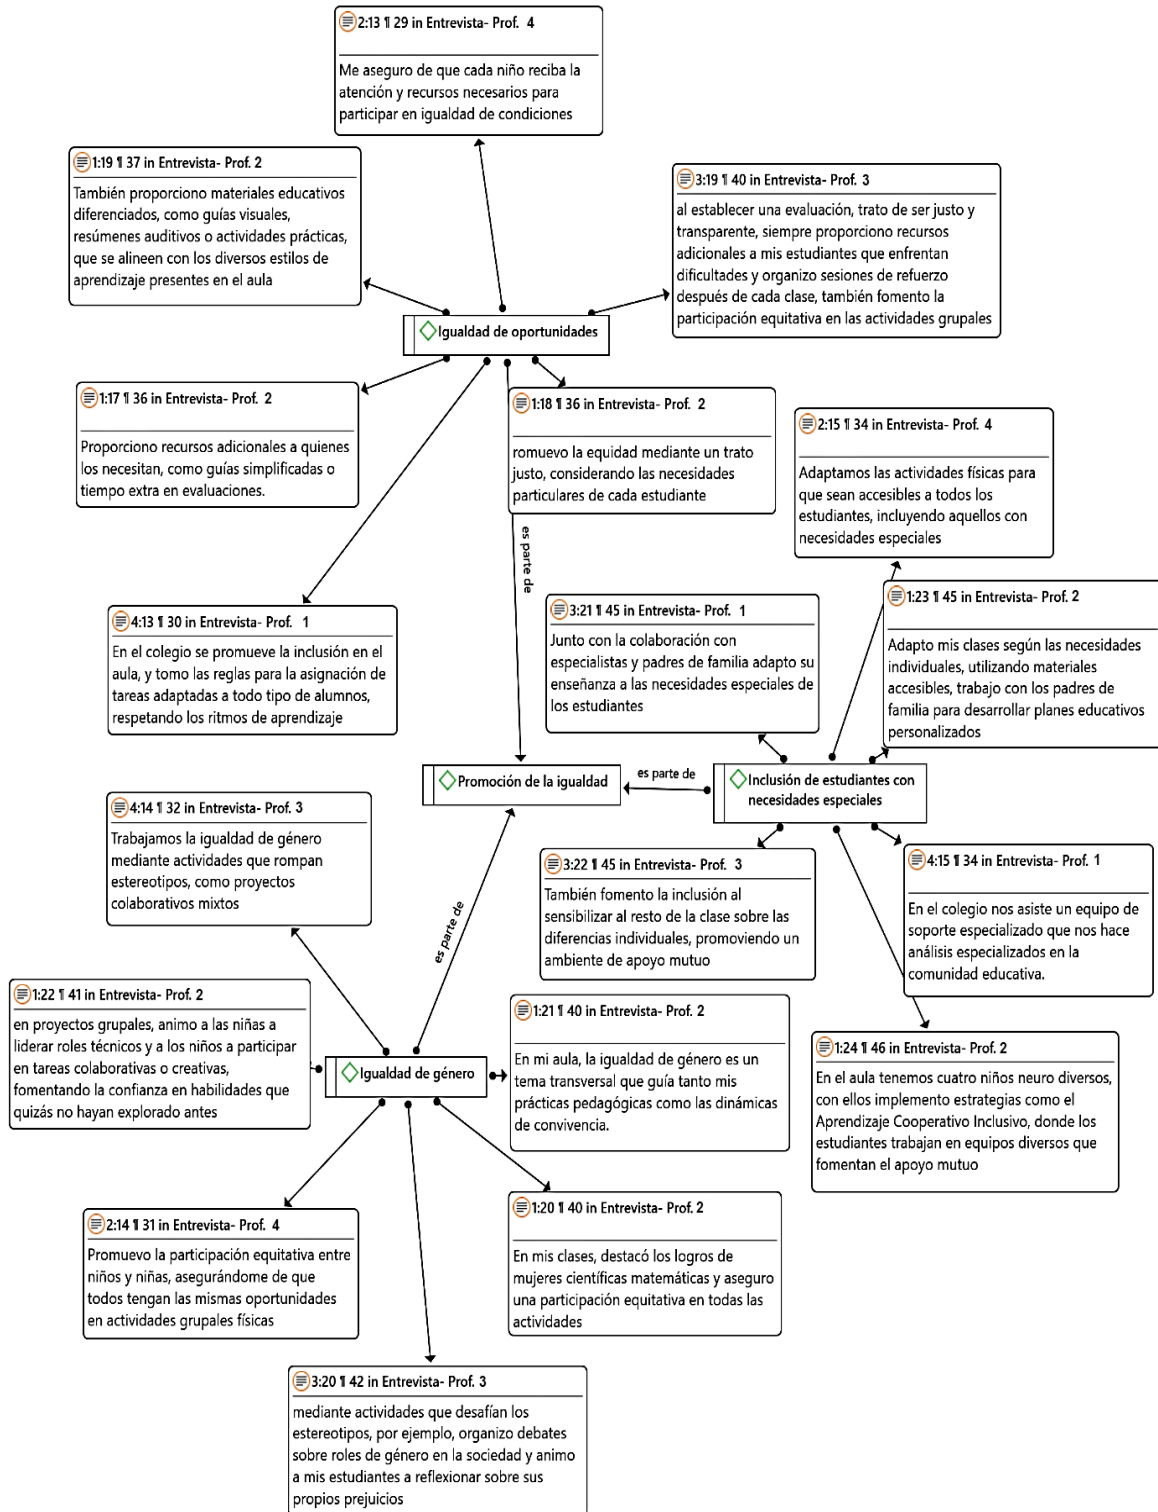 2:13 ¶ 29 in Entrevista- Prof. 4
Me aseguro de que cada niño reciba la
atención y recursos necesarios para
participar en igualdad de condiciones
1:19 ¶ 37 in Entrevista- Prof. 2
También proporciono materiales educativos
diferenciados, como guías visuales,
resúmenes auditivos o actividades prácticas,
que se alineen con los diversos estilos de
aprendizaje presentes en el aula
3:19 ¶ 40 in Entrevista- Prof. 3
al establecer una evaluación, trato de ser justo y
transparente, siempre proporciono recursos
adicionales a mis estudiantes que enfrentan
dificultades y organizo sesiones de refuerzo
después de cada clase, también fomento la
participación equitativa en las actividades grupales
Igualdad de oportunidades
1:17 ¶ 36 in Entrevista- Prof. 2
Proporciono recursos adicionales a quienes
los necesitan, como guías simplificadas o
tiempo extra en evaluaciones.
1:18 ¶ 36 in Entrevista- Prof. 2
romuevo la equidad mediante un trato
justo, considerando las necesidades
particulares de cada estudiante
2:15 ¶ 34 in Entrevista- Prof. 4
Adaptamos las actividades físicas para
que sean accesibles a todos los
estudiantes, incluyendo aquellos con
necesidades especiales
es parte de
4:13 ¶ 30 in Entrevista- Prof. 1
En el colegio se promueve la inclusión en el
aula, y tomo las reglas para la asignación de
tareas adaptadas a todo tipo de alumnos,
respetando los ritmos de aprendizaje
3:21 ¶ 45 in Entrevista- Prof. 1
Junto con la colaboración con
especialistas y padres de familia adapto su
enseñanza a las necesidades especiales de
los estudiantes
1:23 ¶ 45 in Entrevista- Prof. 2
Adapto mis clases según las necesidades
individuales, utilizando materiales
accesibles, trabajo con los padres de
familia para desarrollar planes educativos
personalizados
Promoción de la igualdad
es parte de
Inclusión de estudiantes con
necesidades especiales
4:14 ¶ 32 in Entrevista- Prof. 3
Trabajamos la igualdad de género
mediante actividades que rompan
estereotipos, como proyectos
colaborativos mixtos
es parte de
3:22 ¶ 45 in Entrevista- Prof. 3
También fomento la inclusión al
sensibilizar al resto de la clase sobre las
diferencias individuales, promoviendo un
ambiente de apoyo mutuo
4:15 ¶ 34 in Entrevista- Prof. 1
En el colegio nos asiste un equipo de
soporte especializado que nos hace
análisis especializados en la
comunidad educativa.
1:22 ¶ 41 in Entrevista- Prof. 2
en proyectos grupales, animo a las niñas a
liderar roles técnicos y a los niños a participar
en tareas colaborativas o creativas,
fomentando la confianza en habilidades que
quizás no hayan explorado antes
Igualdad de género
1:21 ¶ 40 in Entrevista- Prof. 2
En mi aula, la igualdad de género es un
tema transversal que guía tanto mis
prácticas pedagógicas como las dinámicas
de convivencia.
1:24 ¶ 46 in Entrevista- Prof. 2
En el aula tenemos cuatro niños neuro diversos,
con ellos implemento estrategias como el
Aprendizaje Cooperativo Inclusivo, donde los
estudiantes trabajan en equipos diversos que
fomentan el apoyo mutuo
2:14 ¶ 31 in Entrevista- Prof. 4
Promuevo la participación equitativa entre
niños y niñas, asegurándome de que
todos tengan las mismas oportunidades
en actividades grupales físicas
1:20 ¶ 40 in Entrevista- Prof. 2
En mis clases, destacó los logros de
mujeres científicas matemáticas y aseguro
una participación equitativa en todas las
actividades
3:20 ¶ 42 in Entrevista- Prof. 3
mediante actividades que desafían los
estereotipos, por ejemplo, organizo debates
sobre roles de género en la sociedad y animo
a mis estudiantes a reflexionar sobre sus
propios prejuicios